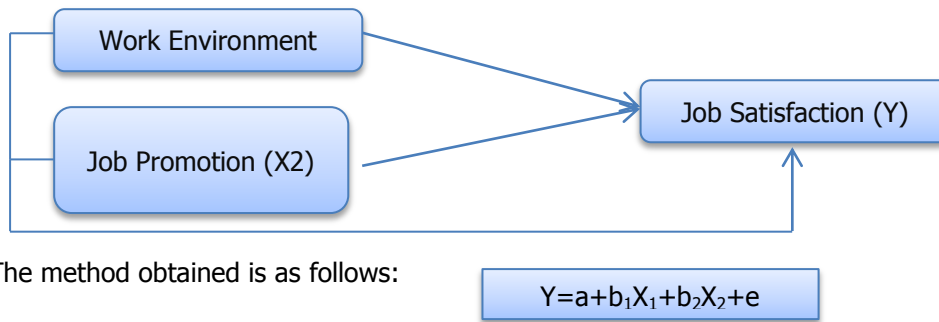 Work Environment
Job Promotion (X2)
Job Satisfaction (Y)
The method obtained is as follows:
Y=a+b₁X₁+b₂X₂+e